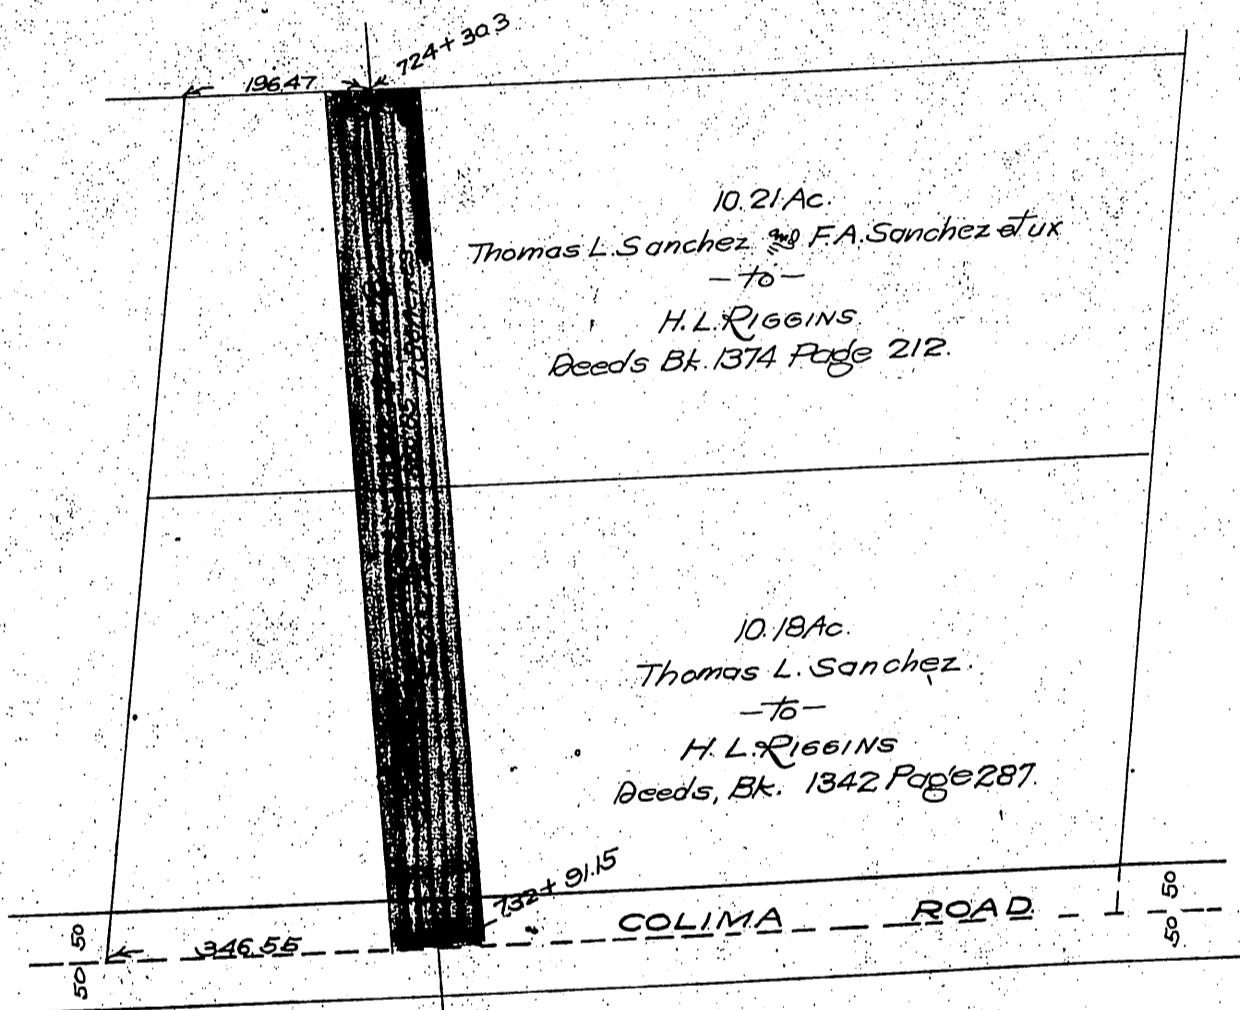 724+30.3
196.47
10.21 Ac.
Thomas L. Sanchez and F.A. Sanchez et ux
—to—
H.L. RIGGINS
Deeds Bk. 1374 Page 212.
10.18 Ac.
Thomas L. Sanchez.
—to—
H. L. RIGGINS
Deeds, Bk. 1342 Page 287.
732+91.15
COLIMA ROAD
346.55
50
50
50
50